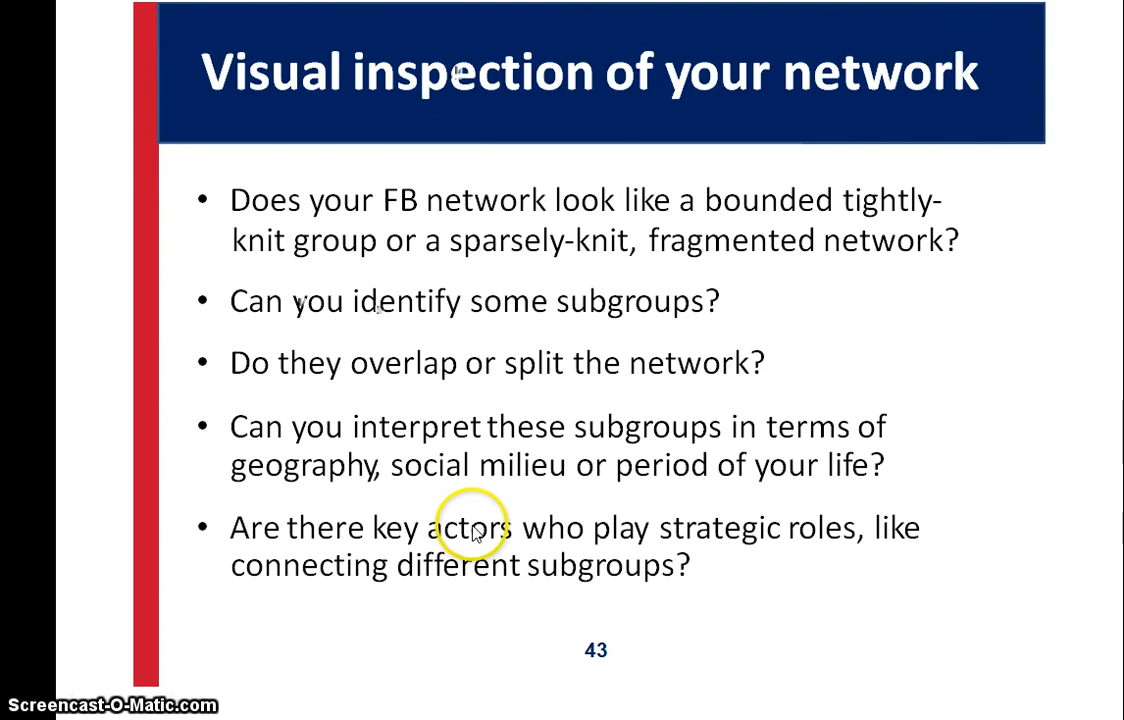 Visual inspection of your network
• Does your FB network look like a bounded tightly-
knit group or a sparsely-knit, fragmented network?
• Can you identify some subgroups?
• Do they overlap or split the network?
• Can you interpret these subgroups in terms of
geography, social milieu or period of your life?
• Are there key actors who play strategic roles, like
connecting different subgroups?
43
Screencast-O-Matic.com